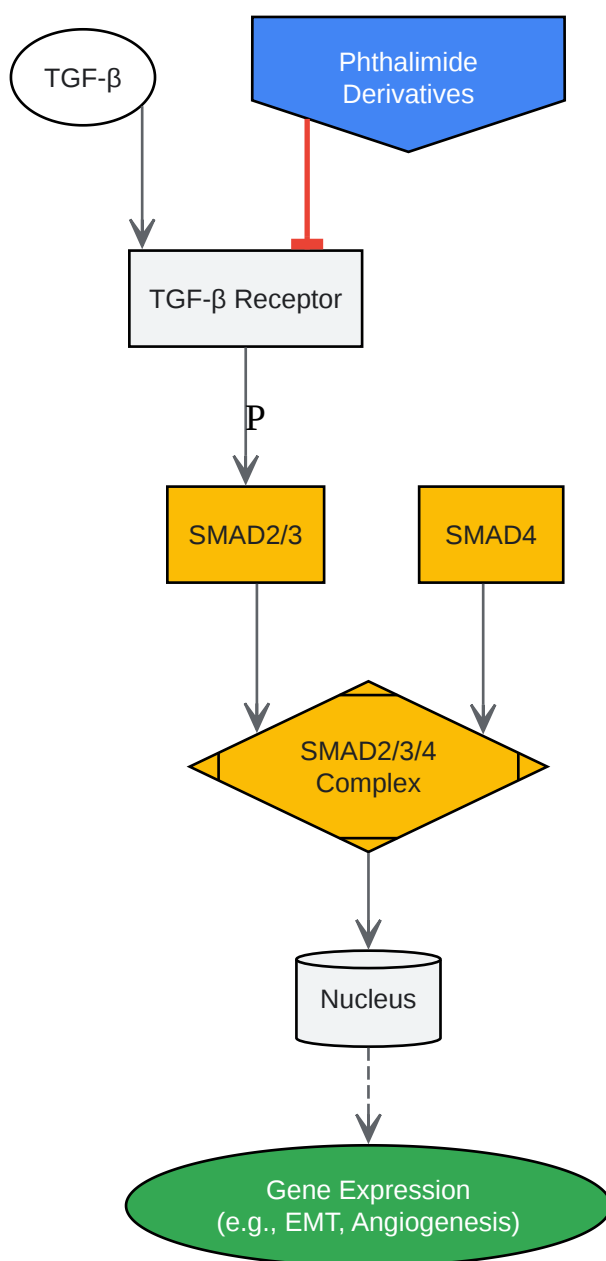 TGF-β
Phthalimide
Derivatives
TGF-β Receptor
P
SMAD2/3
SMAD4
SMAD2/3/4
Complex
Nucleus
Gene Expression
(e.g., EMT, Angiogenesis)